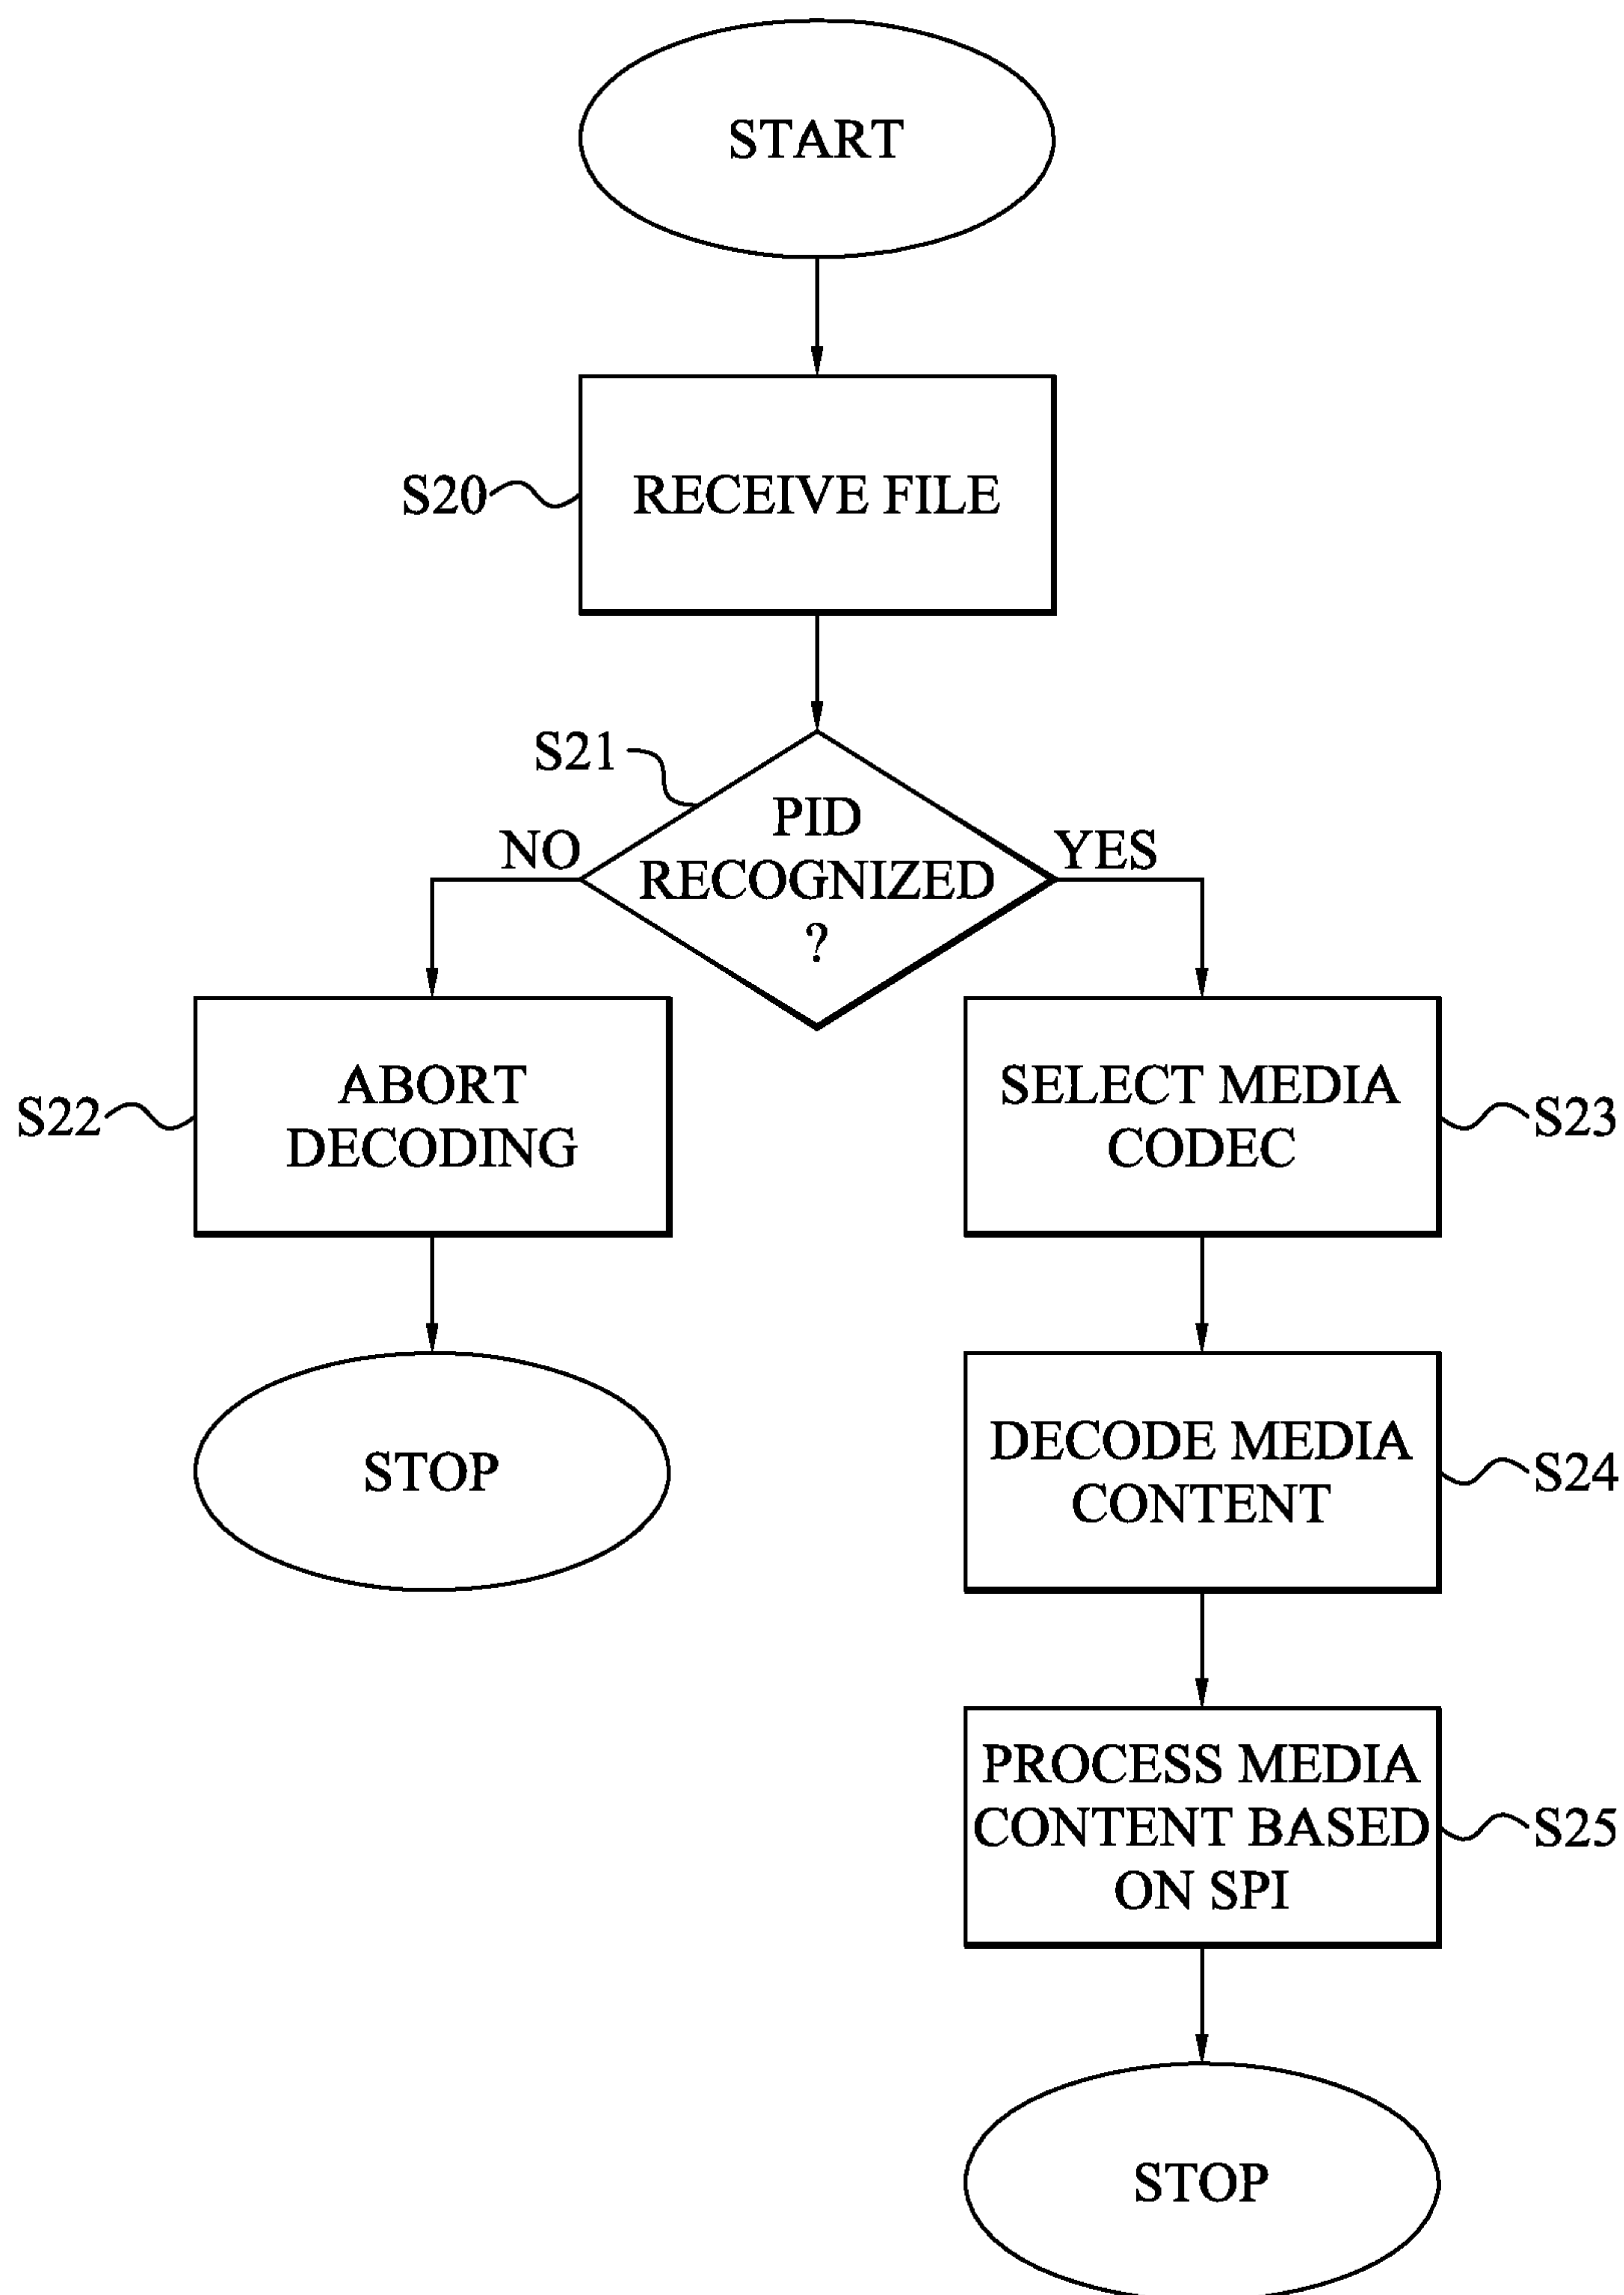 START
S20
RECEIVE FILE
S21
PID
RECOGNIZED
?
NO
YES
S22
ABORT
DECODING
SELECT MEDIA
CODEC
S23
STOP
DECODE MEDIA
CONTENT
S24
PROCESS MEDIA
CONTENT BASED
ON SPI
S25
STOP